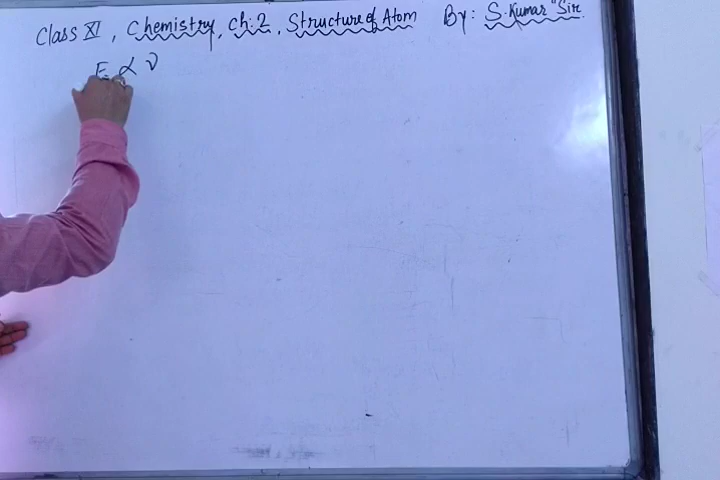 Class XI, Chemistry, Ch:2, Structure of Atom By: S. Kumar "Sir.
E ∝ ν